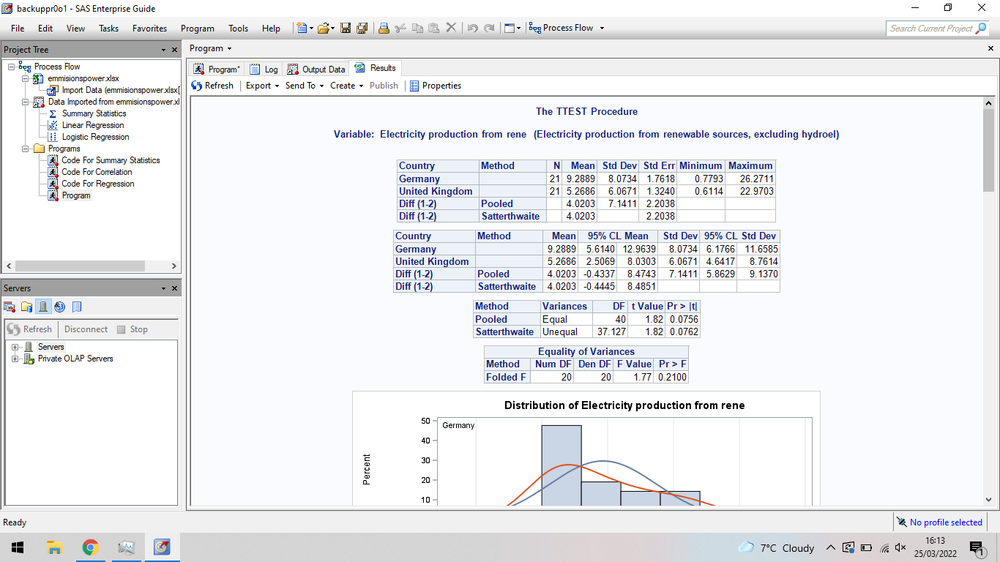 backuppr0o1 - SAS Enterprise Guide
File Edit View Tasks Favorites Program Tools Help Process Flow Search Current Project
Project Tree
Process Flow
emmisionspower.xlsx
Import Data (emmisionspower.xlsx[
Data Imported from emmisionspower.xl
Summary Statistics
Linear Regression
Logistic Regression
Programs
Code For Summary Statistics
Code For Correlation
Code For Regression
Program
Servers
Refresh Disconnect Stop
Servers
Private OLAP Servers
Program
Program* Log Output Data Results
Refresh Export Send To Create Publish Properties
The TTEST Procedure
Variable: Electricity production from rene (Electricity production from renewable sources, excluding hydroel)
Country Method N Mean Std Dev Std Err Minimum Maximum
Germany 21 9.2889 8.0734 1.7618 0.7793 26.2711
United Kingdom 21 5.2686 6.0671 1.3240 0.6114 22.9703
Diff (1-2) Pooled 4.0203 7.1411 2.2038
Diff (1-2) Satterthwaite 4.0203 2.2038
Country Method Mean 95% CL Mean Std Dev 95% CL Std Dev
Germany 9.2889 5.6140 12.9639 8.0734 6.1766 11.6585
United Kingdom 5.2686 2.5069 8.0303 6.0671 4.6417 8.7614
Diff (1-2) Pooled 4.0203 -0.4337 8.4743 7.1411 5.8629 9.1370
Diff (1-2) Satterthwaite 4.0203 -0.4445 8.4851
Method Variances DF t Value Pr > |t|
Pooled Equal 40 1.82 0.0756
Satterthwaite Unequal 37.127 1.82 0.0762
Equality of Variances
Method Num DF Den DF F Value Pr > F
Folded F 20 20 1.77 0.2100
Distribution of Electricity production from rene
Germany
50
40
30
20
10
Percent
Ready
No profile selected
7°C Cloudy
16:13
25/03/2022
1